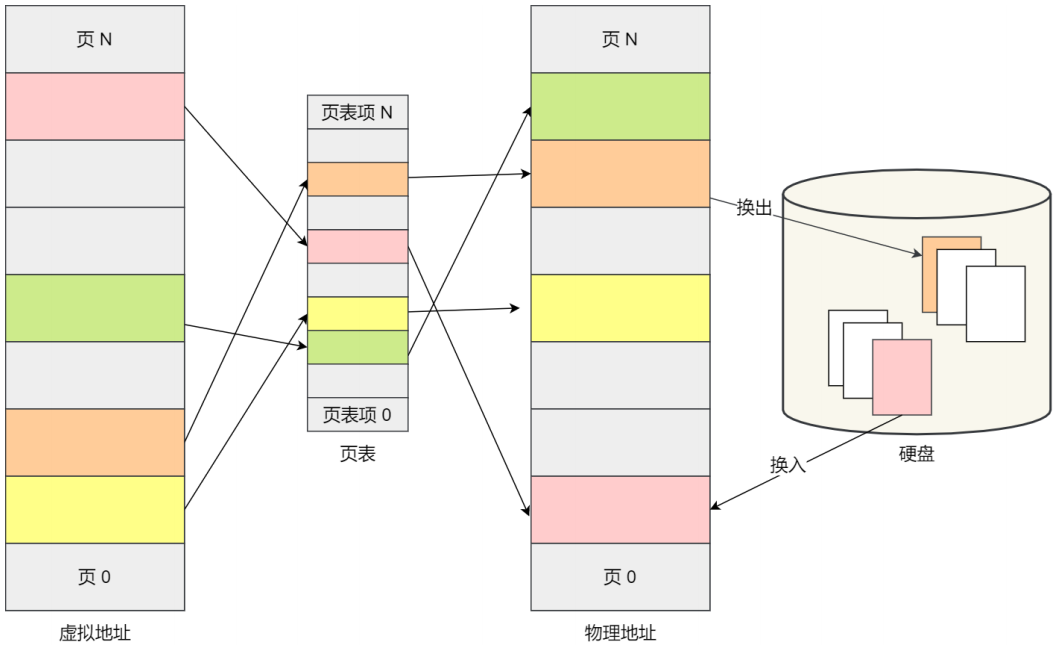 页 N
页 N
页表项 N
换出
页表项 0
页表
硬盘
换入
页 0
页 0
虚拟地址
物理地址